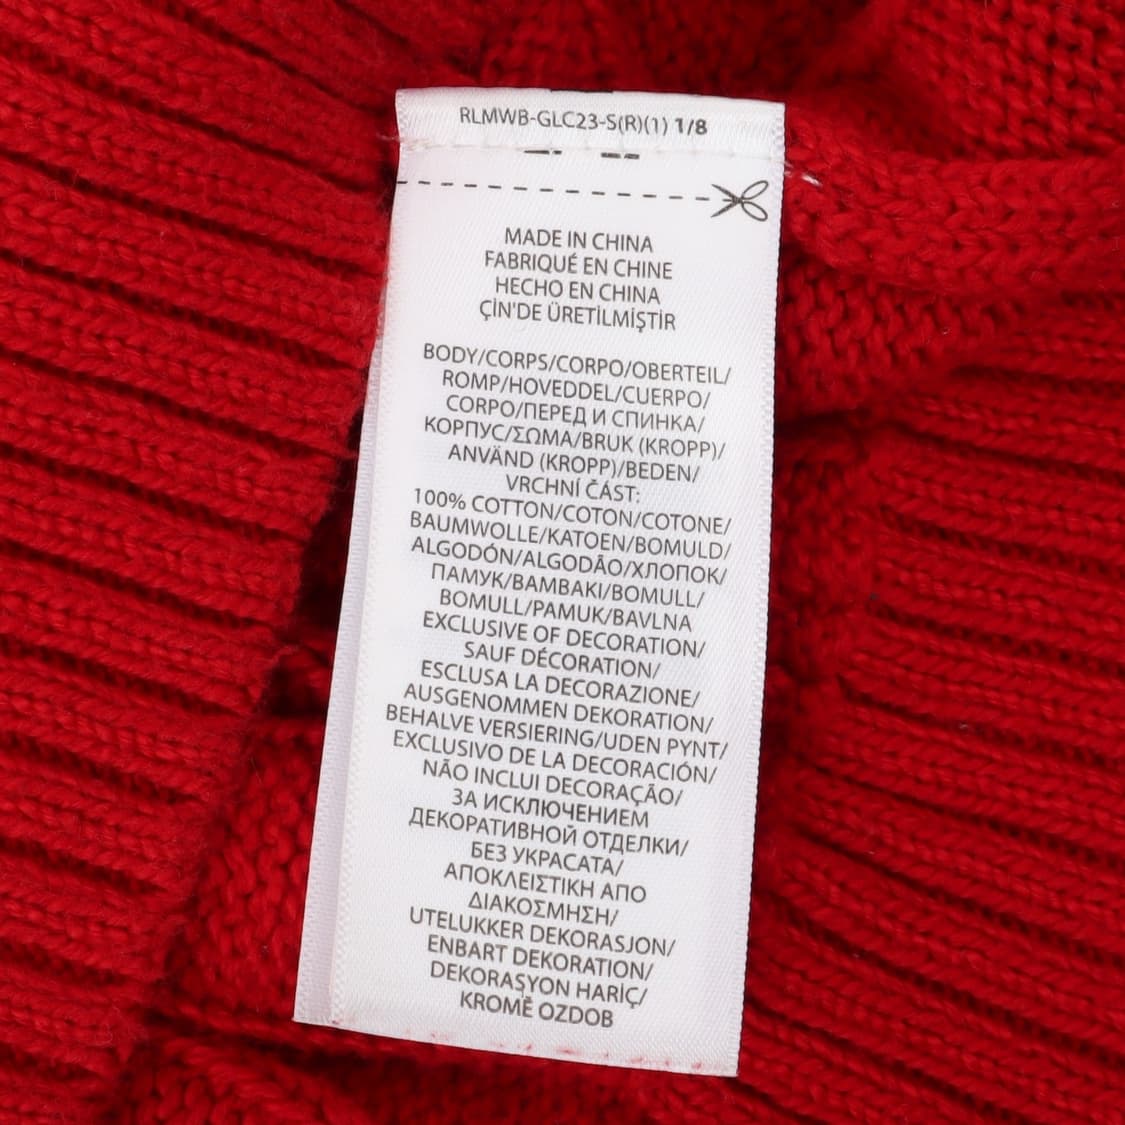 RLMWB-GLC23-S(R)(1) 1/8
MADE IN CHINA
FABRIQUÉ EN CHINE
HECHO EN CHINA
ÇİN'DE ÜRETİLMİŞTİR
BODY/CORPS/CORPO/OBERTEIL/
ROMP/HOVEDDEL/CUERPO/
CORPO/ПЕРЕД И СПИНКА/
КОРПУС/ΣΩΜΑ/BRUK (KROPP)/
ANVÄND (KROPP)/BEDEN/
VRCHNÍ ČÁST:
100% COTTON/COTON/COTONE/
BAUMWOLLE/KATOEN/BOMULD/
ALGODÓN/ALGODÃO/ХЛОПОК/
ПАМУК/ΒΑΜΒΑΚΙ/BOMULL/
BOMULL/PAMUK/BAVLNA
EXCLUSIVE OF DECORATION/
SAUF DÉCORATION/
ESCLUSA LA DECORAZIONE/
AUSGENOMMEN DEKORATION/
BEHALVE VERSIERING/UDEN PYNT/
EXCLUSIVO DE LA DECORACIÓN/
NÃO INCLUI DECORAÇÃO/
ЗА ИСКЛЮЧЕНИЕМ
ДЕКОРАТИВНОЙ ОТДЕЛКИ/
БЕЗ УКРАСАТА/
ΑΠΟΚΛΕΙΣΤΙΚΗ ΑΠΟ
ΔΙΑΚΟΣΜΗΣΗ/
UTELUKKER DEKORASJON/
ENBART DEKORATION/
DEKORASYON HARİÇ/
KROMĚ OZDOB